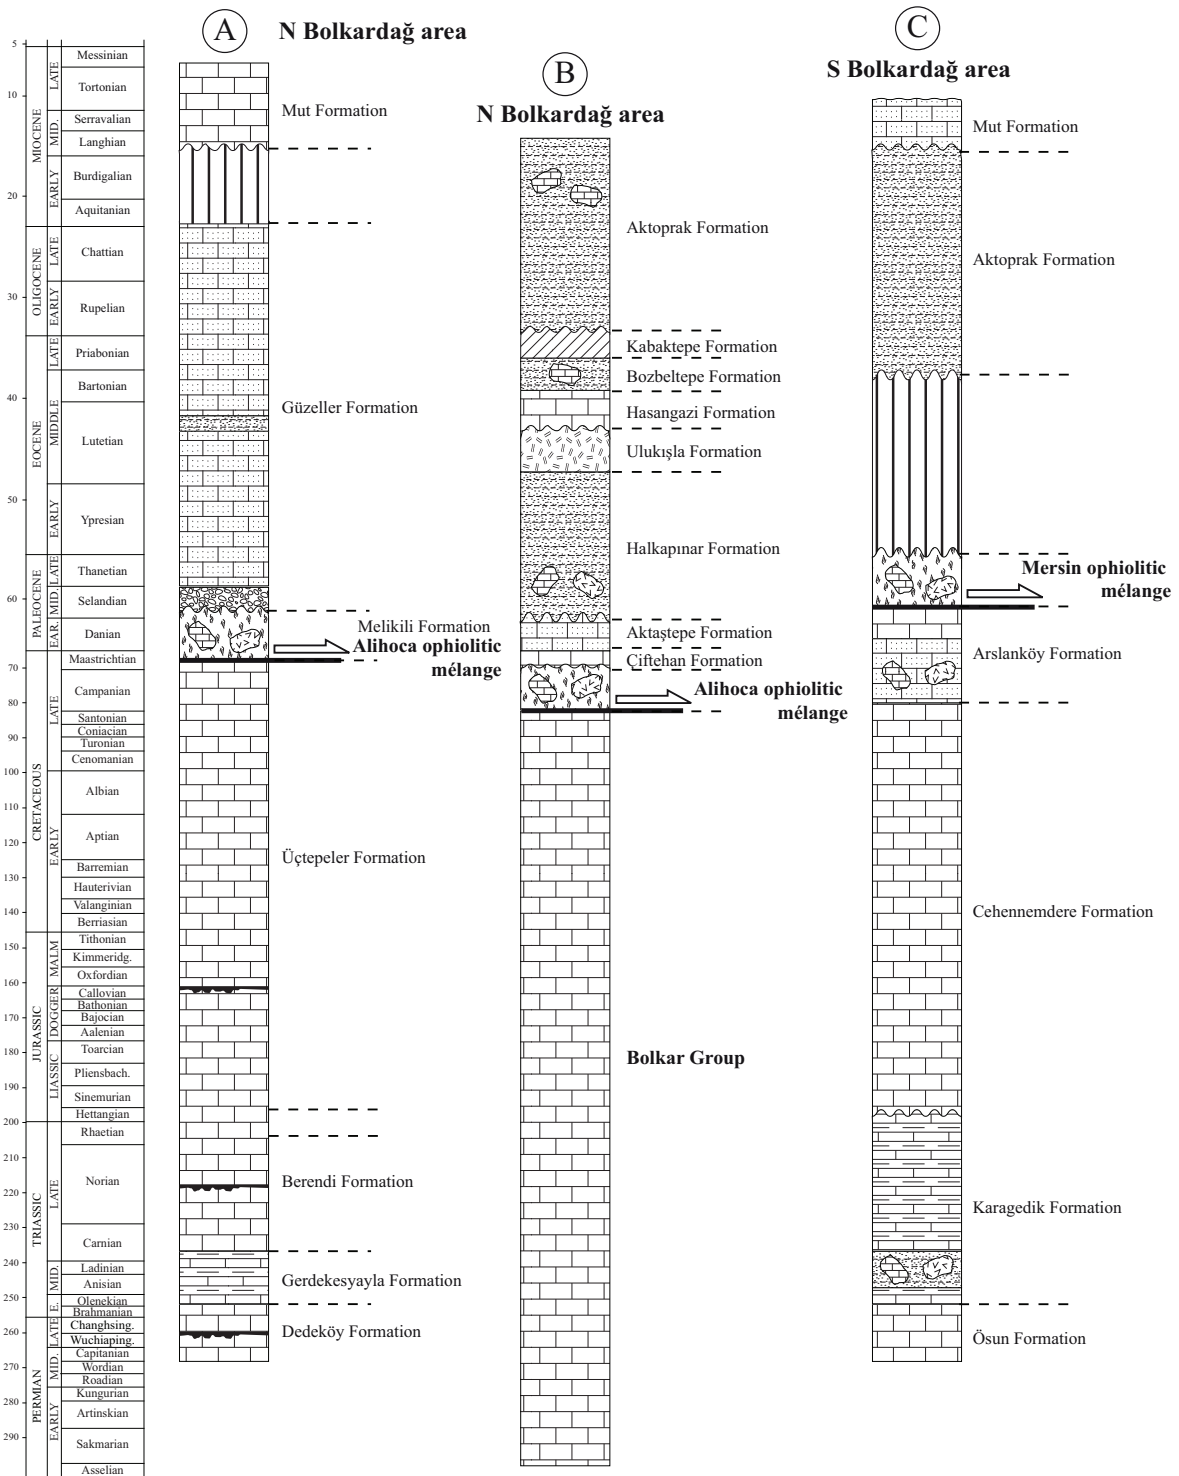 A
N Bolkardağ area
B
N Bolkardağ area
C
S Bolkardağ area
5
10
20
30
40
50
60
70
80
90
100
110
120
130
140
150
160
170
180
190
200
210
220
230
240
250
260
270
280
290
MIOCENE
OLIGOCENE
EOCENE
PALEOCENE
CRETACEOUS
JURASSIC
TRIASSIC
PERMIAN
LATE
MID.
EARLY
LATE
EARLY
LATE
MIDDLE
EARLY
LATE
MID.
EAR.
LATE
EARLY
MALM
DOGGER
LIASSIC
LATE
MID.
E.
LATE
MID.
EARLY
Messinian
Tortonian
Serravalian
Langhian
Burdigalian
Aquitanian
Chattian
Rupelian
Priabonian
Bartonian
Lutetian
Ypresian
Thanetian
Selandian
Danian
Maastrichtian
Campanian
Santonian
Coniacian
Turonian
Cenomanian
Albian
Aptian
Barremian
Hauterivian
Valanginian
Berriasian
Tithonian
Kimmeridg.
Oxfordian
Callovian
Bathonian
Bajocian
Aalenian
Toarcian
Pliensbach.
Sinemurian
Hettangian
Rhaetian
Norian
Carnian
Ladinian
Anisian
Olenekian
Brahmanian
Changhsing.
Wuchiaping.
Capitanian
Wordian
Roadian
Kungurian
Artinskian
Sakmarian
Asselian
Mut Formation
Güzeller Formation
Melikili Formation
Alihoca ophiolitic
mélange
Üçtepeler Formation
Berendi Formation
Gerdekesyayla Formation
Dedeköy Formation
Aktoprak Formation
Kabaktepe Formation
Bozbeltepe Formation
Hasangazi Formation
Ulukışla Formation
Halkapınar Formation
Aktaştepe Formation
Çiftehan Formation
Alihoca ophiolitic
mélange
Bolkar Group
Mut Formation
Aktoprak Formation
Mersin ophiolitic
mélange
Arslanköy Formation
Cehennemdere Formation
Karagedik Formation
Ösun Formation